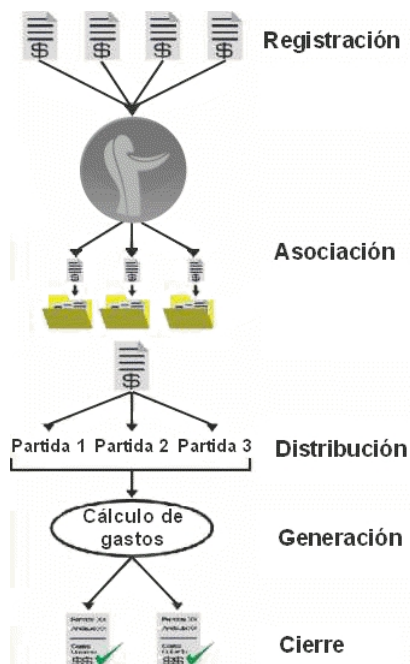 Registración
Asociación
Partida 1 Partida 2 Partida 3
Distribución
Cálculo de
gastos
Generación
Cierre